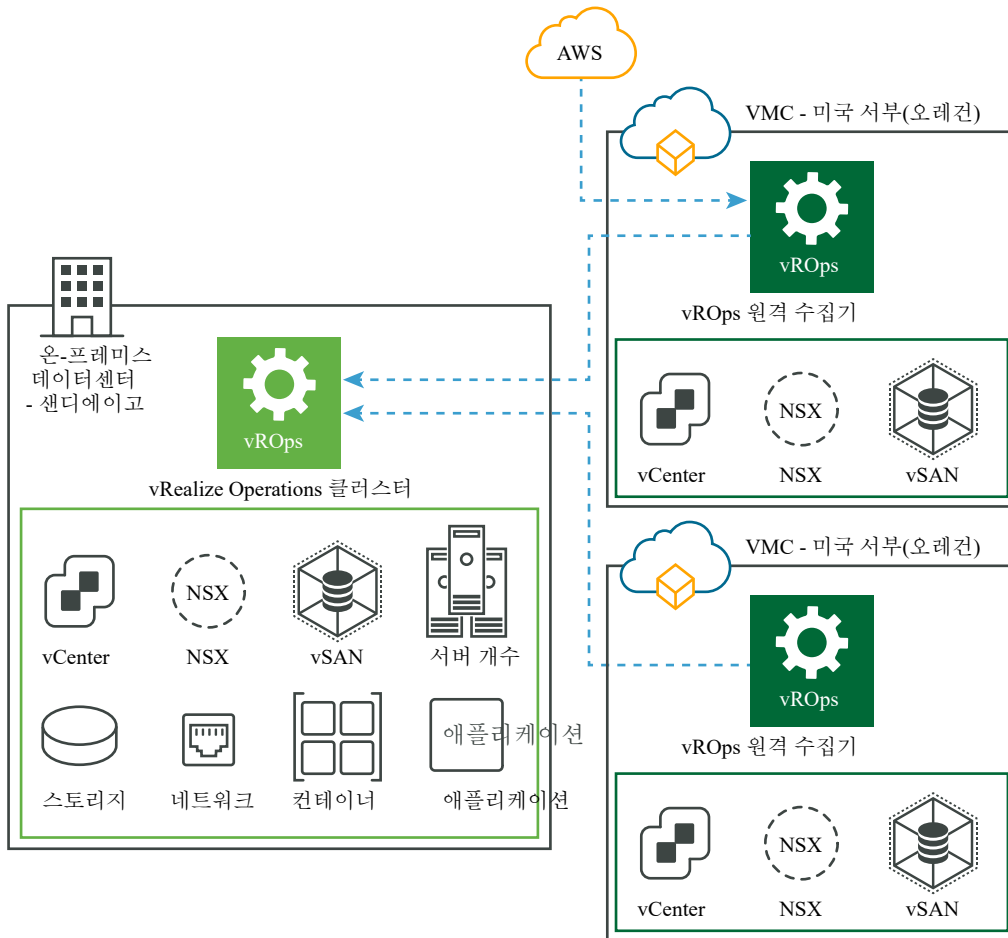 AWS
VMC - 미국 서부(오레건)
vROps
vROps 원격 수집기
vCenter
NSX
NSX
vSAN
온-프레미스
데이터센터
- 샌디에이고
vROps
vRealize Operations 클러스터
vCenter
NSX
NSX
vSAN
서버 개수
스토리지
네트워크
컨테이너
애플리케이션
애플리케이션
VMC - 미국 서부(오레건)
vROps
vROps 원격 수집기
vCenter
NSX
NSX
vSAN